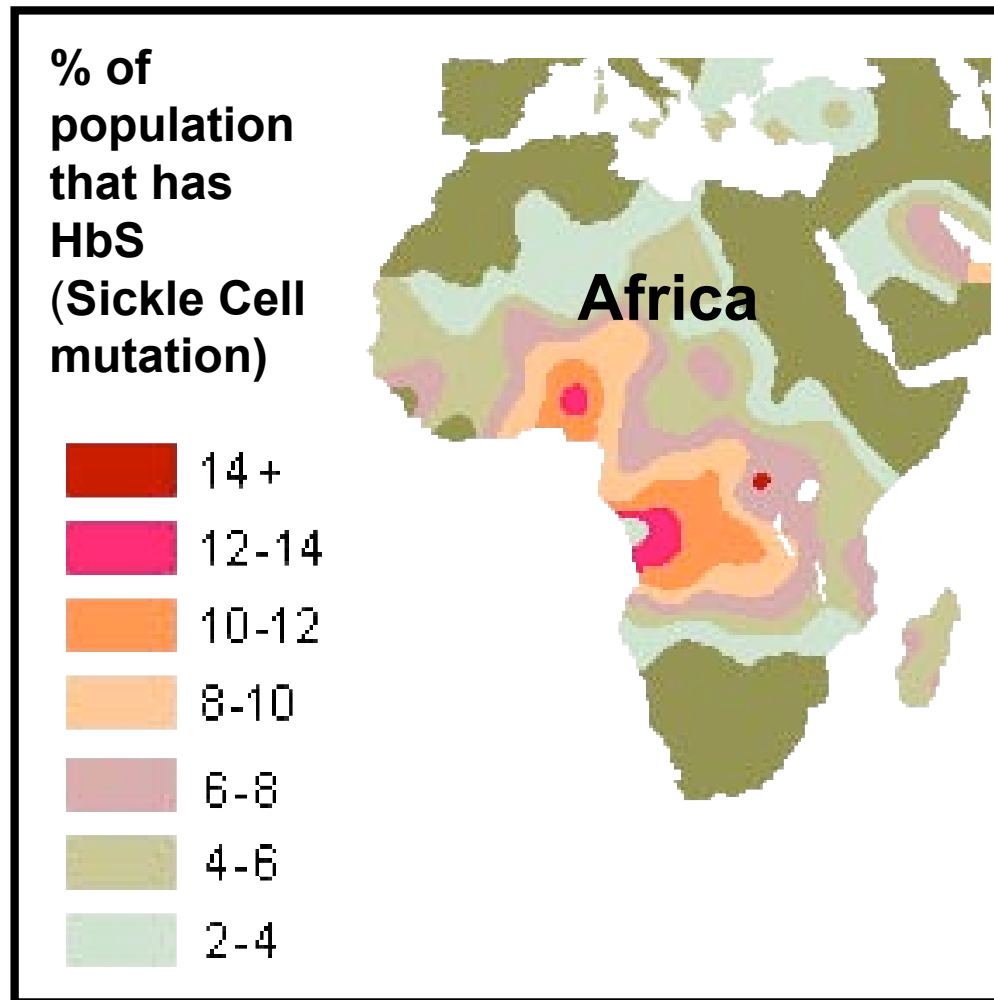 % of
population
that has
HbS
(Sickle Cell
mutation)
Africa
14+
12-14
10-12
8-10
6-8
4-6
2-4